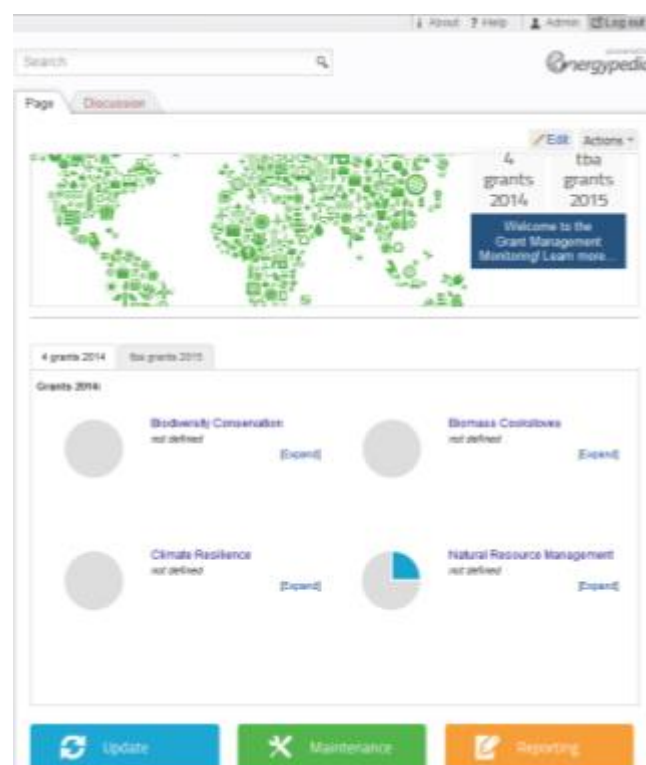 About ? Help Admin Log out
Search
energypedia
Page Discussion
Edit Actions
4 grants 2014
tba grants 2015
Welcome to the
Grant Management
Monitoring! Learn more...
4 grants 2014 tba grants 2015
Grants 2014:
Biodiversity Conservation
not defined
[Expand]
Biomass Cookstoves
not defined
[Expand]
Climate Resilience
not defined
[Expand]
Natural Resource Management
not defined
[Expand]
Update Maintenance Reporting